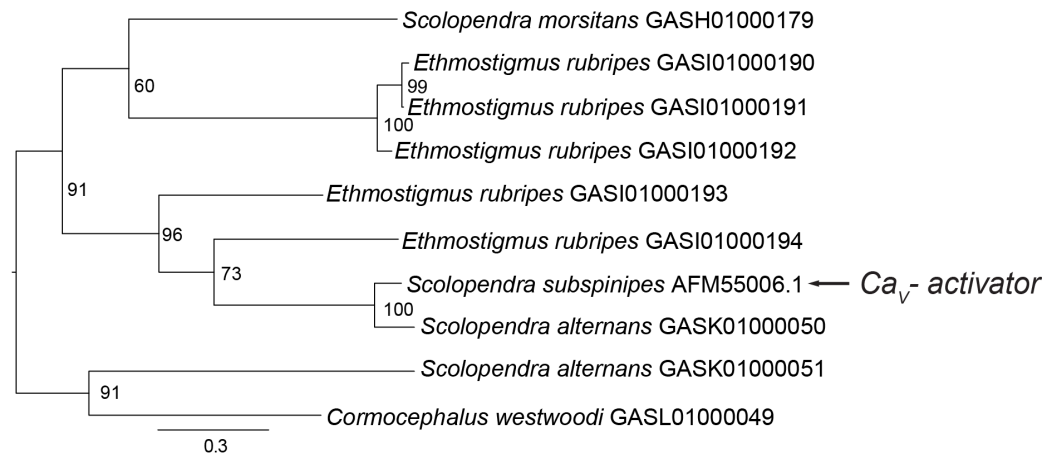 Scolopendra morsitans GASH01000179
Ethmostigmus rubripes GASI01000190
60
99
Ethmostigmus rubripes GASI01000191
100
Ethmostigmus rubripes GASI01000192
91
Ethmostigmus rubripes GASI01000193
96
Ethmostigmus rubripes GASI01000194
73
Scolopendra subspinipes AFM55006.1 CaV- activator
100
Scolopendra alternans GASK01000050
Scolopendra alternans GASK01000051
91
Cormocephalus westwoodi GASL01000049
0.3